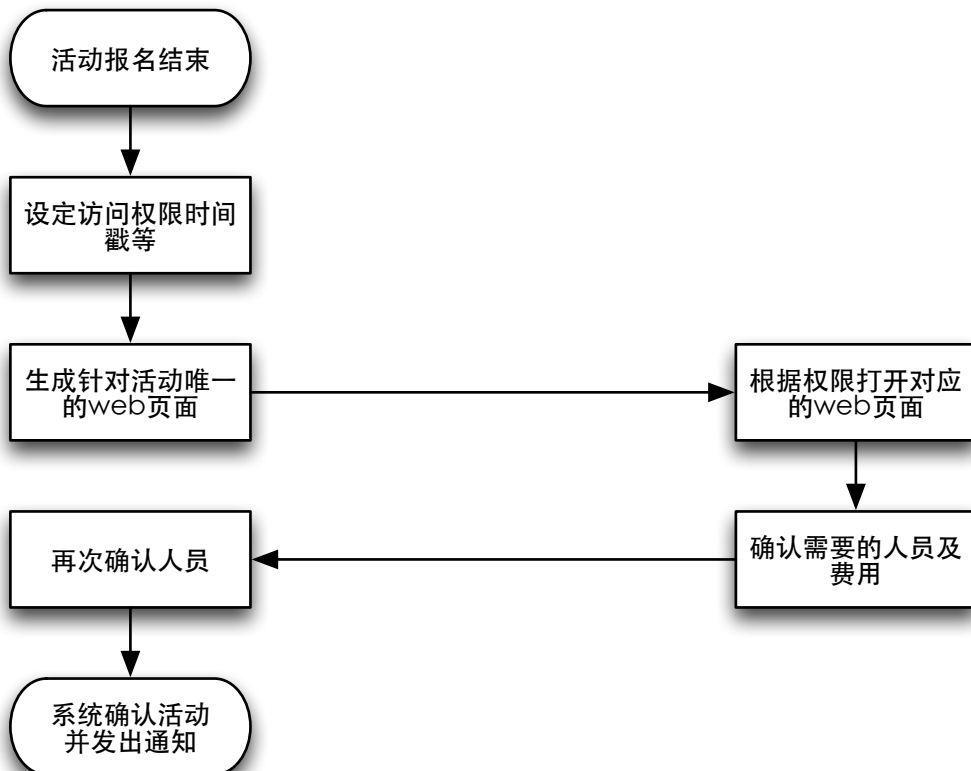 活动报名结束
设定访问权限时间
戳等
生成针对活动唯一
的web页面
根据权限打开对应
的web页面
确认需要的人员及
费用
再次确认人员
系统确认活动
并发出通知